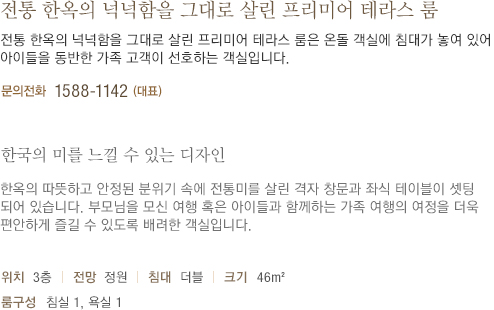 전통 한옥의 넉넉함을 그대로 살린 프리미어 테라스 룸
전통 한옥의 넉넉함을 그대로 살린 프리미어 테라스 룸은 온돌 객실에 침대가 놓여 있어
아이들을 동반한 가족 고객이 선호하는 객실입니다.
문의전화 1588-1142 (대표)
한국의 미를 느낄 수 있는 디자인
한옥의 따뜻하고 안정된 분위기 속에 전통미를 살린 격자 창문과 좌식 테이블이 셋팅
되어 있습니다. 부모님을 모신 여행 혹은 아이들과 함께하는 가족 여행의 여정을 더욱
편안하게 즐길 수 있도록 배려한 객실입니다.
위치 3층 | 전망 정원 | 침대 더블 | 크기 46m²
룸구성 침실 1, 욕실 1